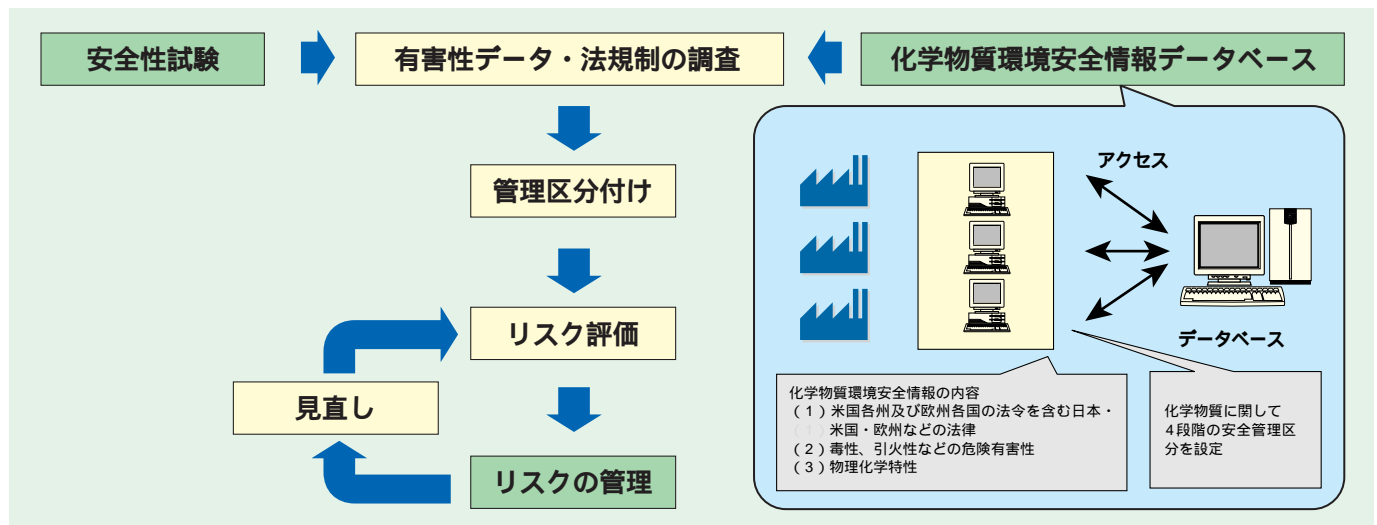 安全性試験
有害性データ・法規制の調査
化学物質環境安全情報データベース
管理区分付け
リスク評価
見直し
リスクの管理
アクセス
データベース
化学物質環境安全情報の内容
（１）米国各州及び欧州各国の法令を含む日本・
（１）米国・欧州などの法律
（２）毒性、引火性などの危険有害性
（３）物理化学特性
化学物質に関して
４段階の安全管理区
分を設定